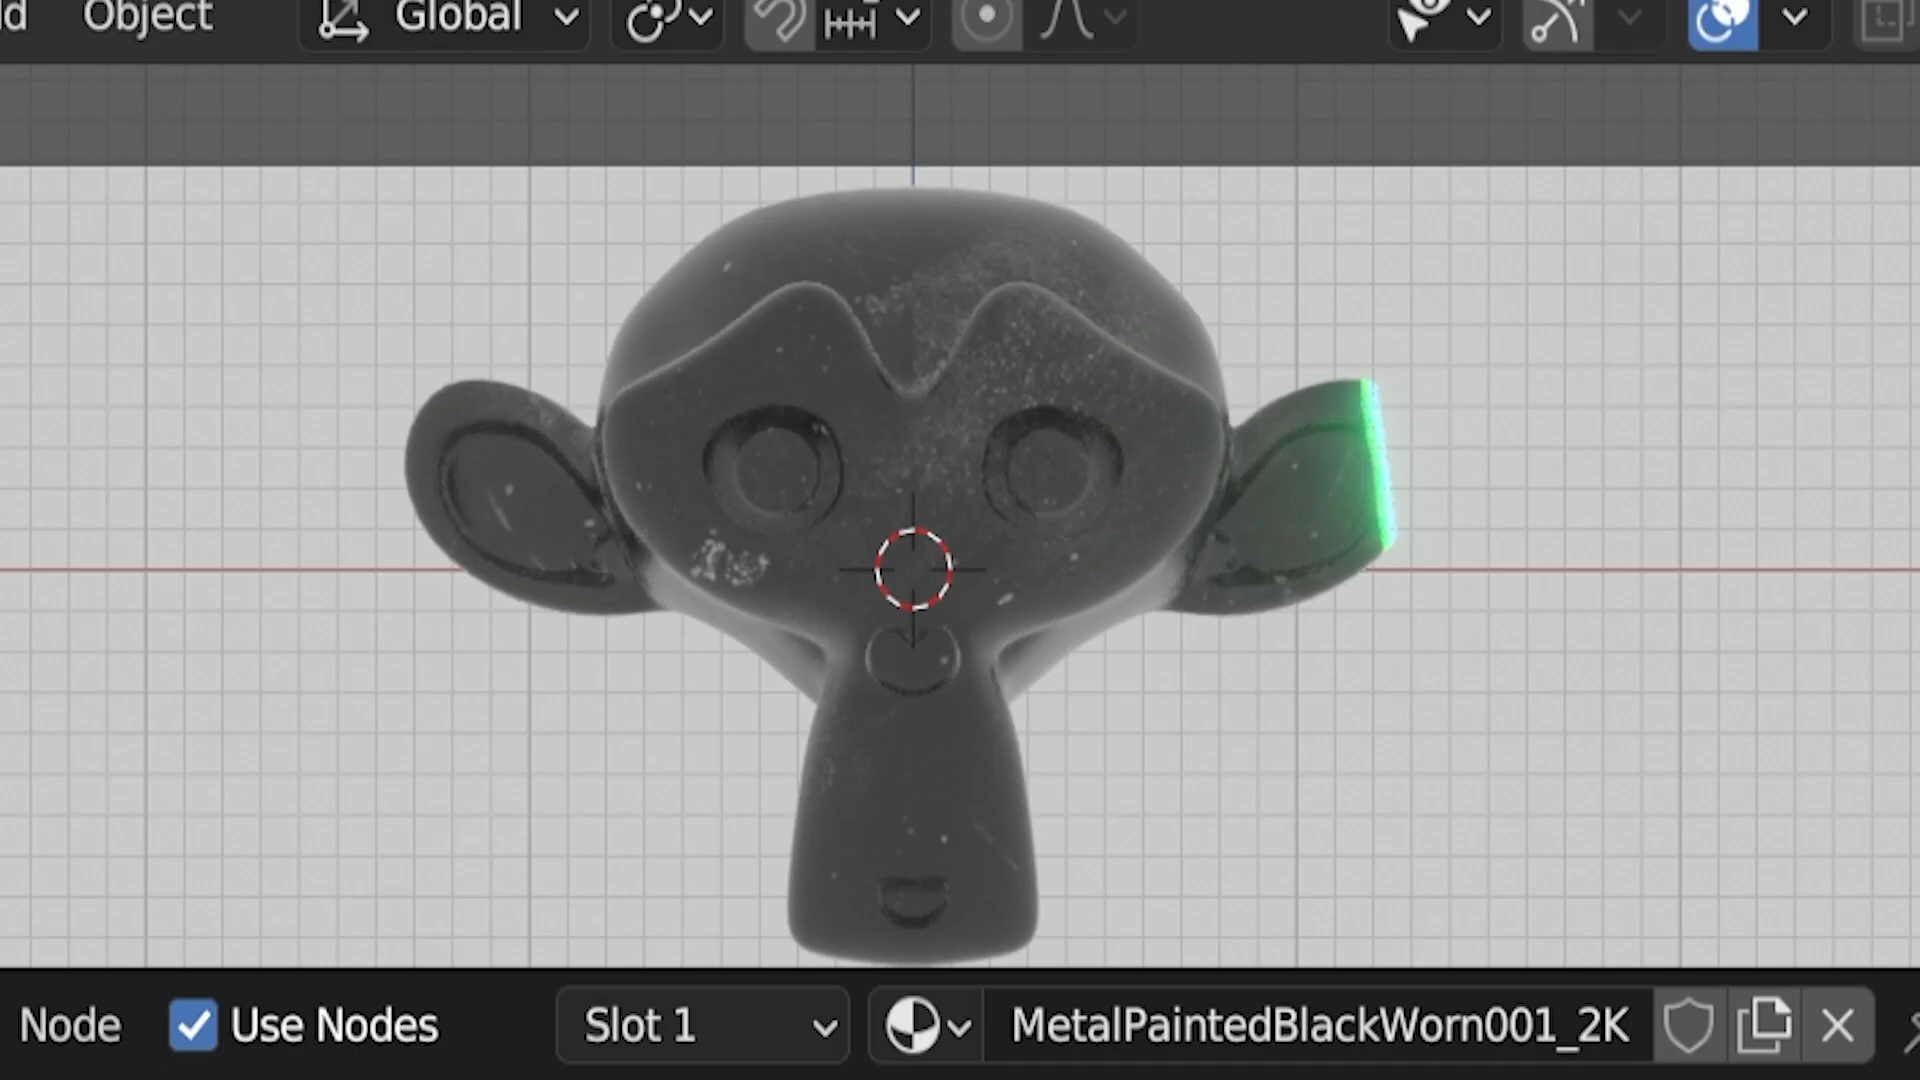 Object
Global
Node
Use Nodes
Slot 1
MetalPaintedBlackWorn001_2K